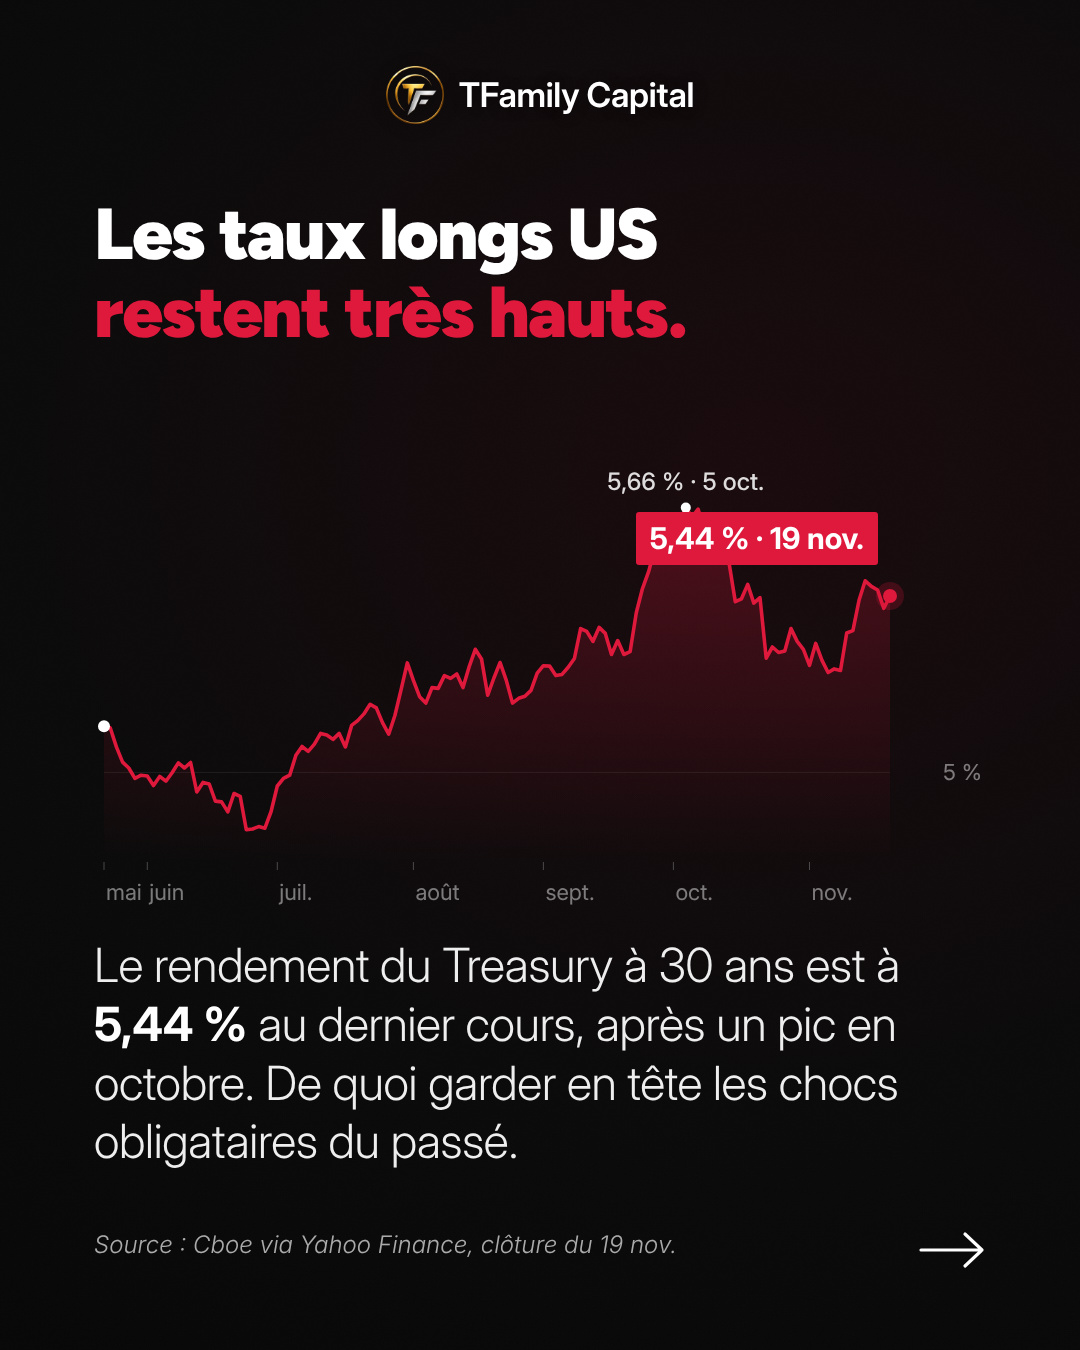 TF TFamily Capital
Les taux longs US
restent très hauts.
5,66 % · 5 oct.
5,44 % · 19 nov.
5 %
mai juin juil. août sept. oct. nov.
Le rendement du Treasury à 30 ans est à
5,44 % au dernier cours, après un pic en
octobre. De quoi garder en tête les chocs
obligataires du passé.
Source : Cboe via Yahoo Finance, clôture du 19 nov.